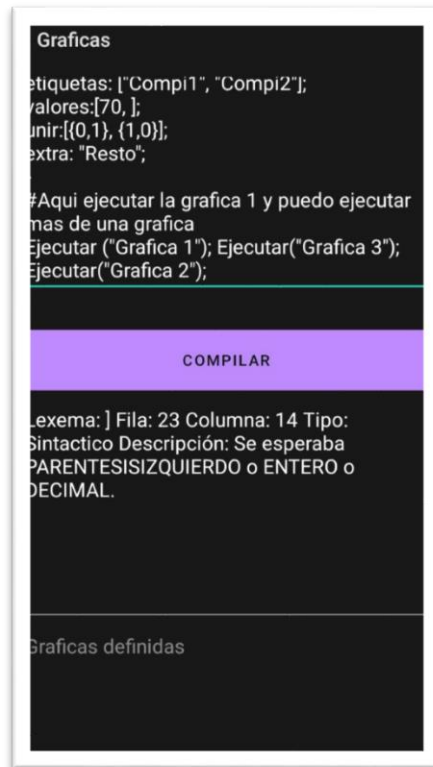 Graficas
etiquetas: ["Compi1", "Compi2"];
valores:[70, ];
unir:[{0,1}, {1,0}];
extra: "Resto";
}
#Aqui ejecutar la grafica 1 y puedo ejecutar
mas de una grafica
Ejecutar ("Grafica 1"); Ejecutar("Grafica 3");
Ejecutar("Grafica 2");
COMPILAR
Lexema: ] Fila: 23 Columna: 14 Tipo:
Sintactico Descripción: Se esperaba
PARENTESISIZQUIERDO o ENTERO o
DECIMAL.
Graficas definidas